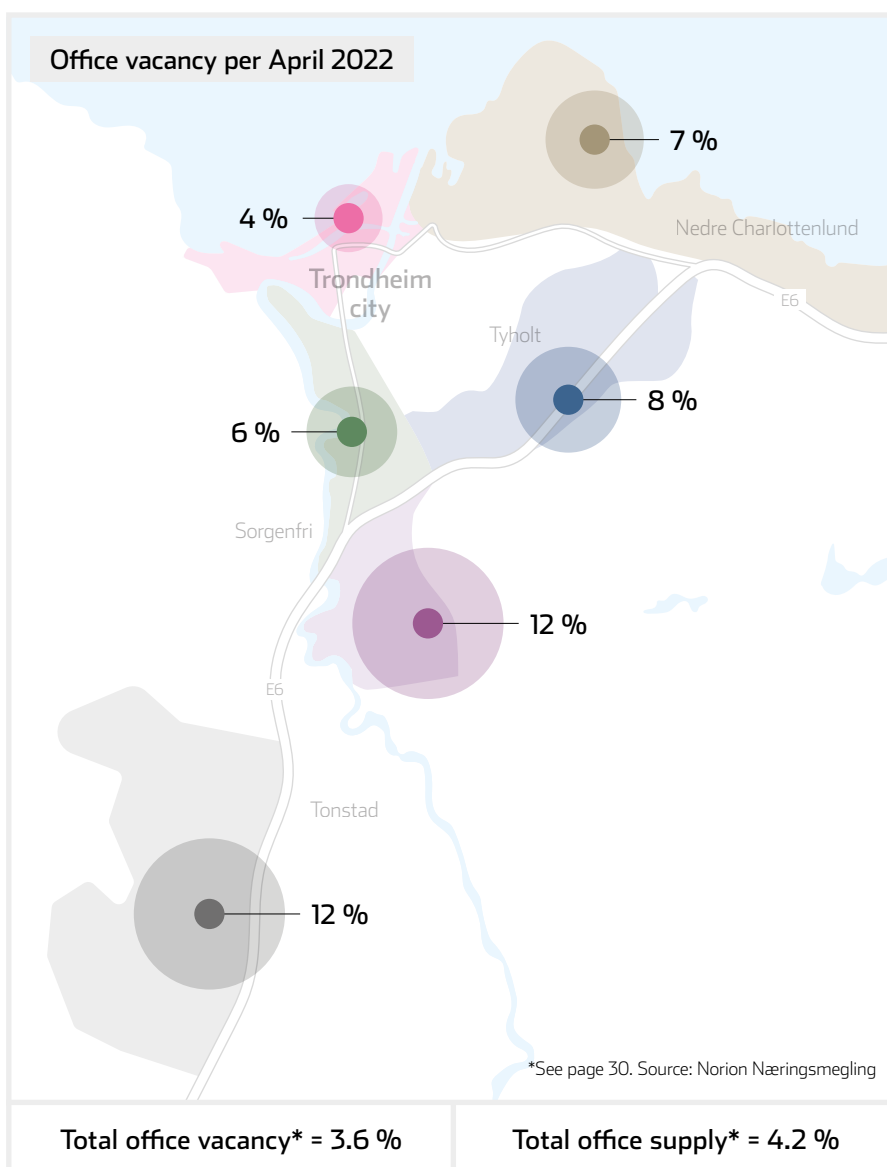 Office vacancy per April 2022
7 %
4 %
Nedre Charlottenlund
Trondheim
city
E6
Tyholt
8 %
6 %
Sorgenfri
12 %
E6
Tonstad
12 %
*See page 30. Source: Norion Næringsmegling
Total office vacancy* = 3.6 %
Total office supply* = 4.2 %